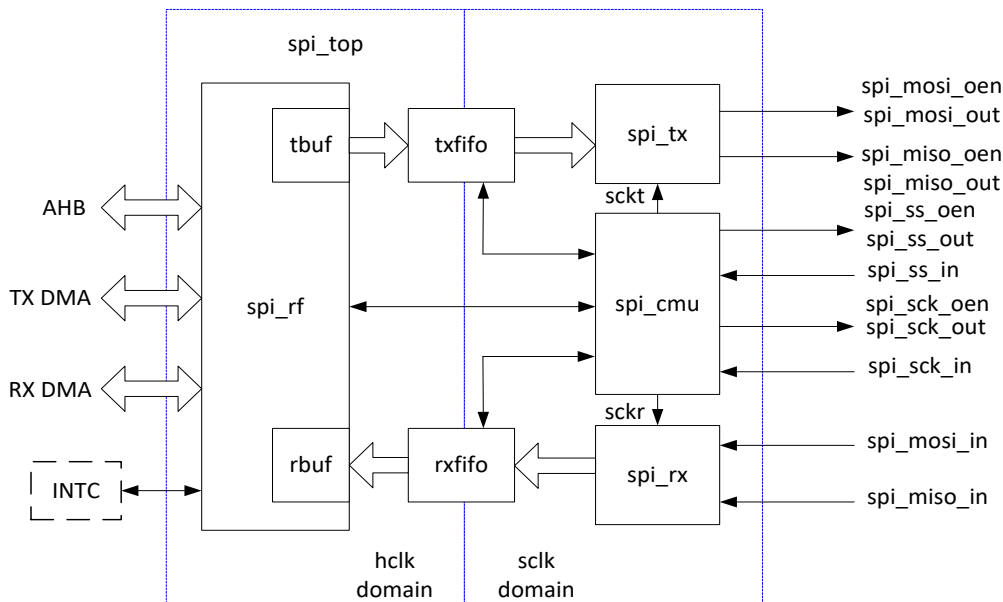 spi_top
tbuf
txfifo
spi_tx
spi_mosi_oen
spi_mosi_out
spi_miso_oen
spi_miso_out
AHB
sckt
spi_ss_oen
spi_ss_out
spi_ss_in
TX DMA
spi_rf
spi_cmu
spi_sck_oen
spi_sck_out
spi_sck_in
RX DMA
sckr
spi_mosi_in
INTC
rbuf
rxfifo
spi_rx
spi_miso_in
hclk
domain
sclk
domain